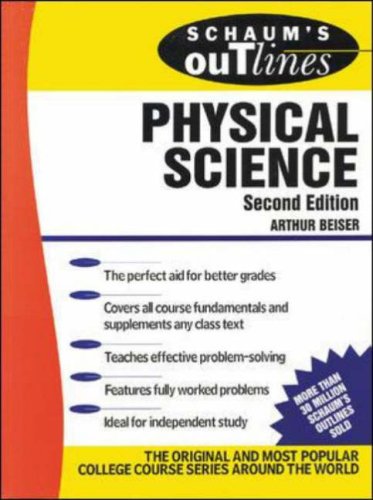 SCHAUM'S
ouTlines
PHYSICAL
SCIENCE
Second Edition
ARTHUR BEISER
The perfect aid for better grades
Covers all course fundamentals and
supplements any class text
Teaches effective problem-solving
Features fully worked problems
Ideal for independent study
MORE THAN
30 MILLION
SCHAUM'S
OUTLINES
SOLD
THE ORIGINAL AND MOST POPULAR
COLLEGE COURSE SERIES AROUND THE WORLD